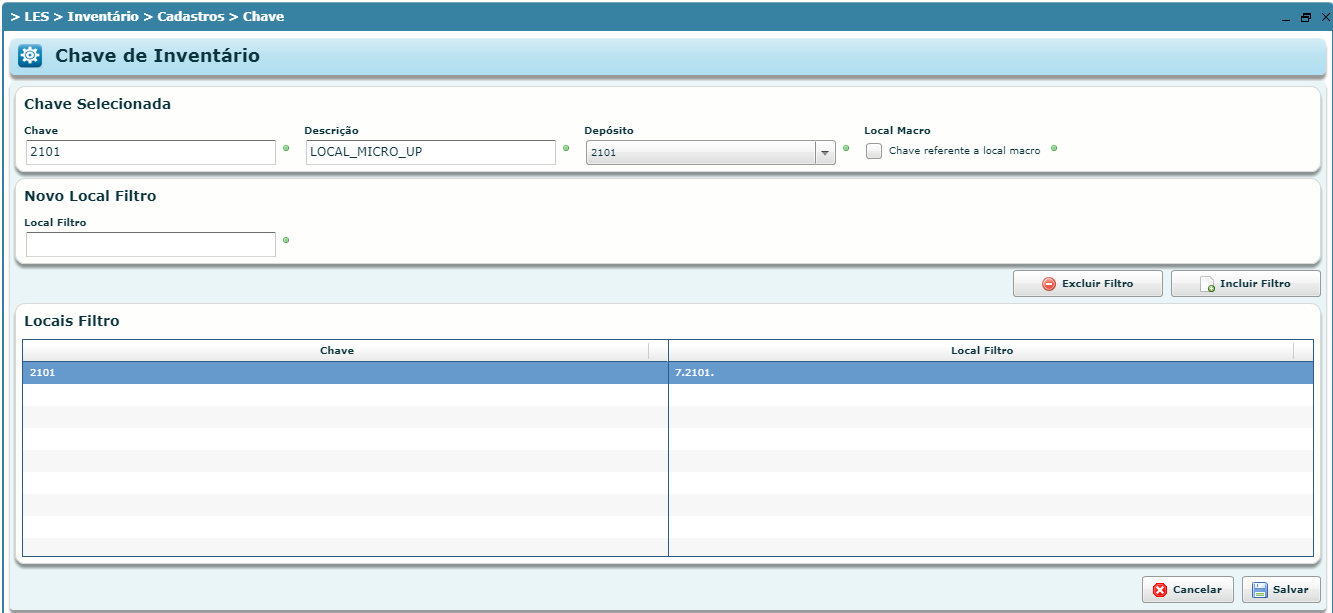 > LES > Inventário > Cadastros > Chave
Chave de Inventário
Chave Selecionada
Chave Descrição Depósito Local Macro
2101 LOCAL_MICRO_UP 2101 Chave referente a local macro
Novo Local Filtro
Local Filtro
Excluir Filtro Incluir Filtro
Locais Filtro
Chave Local Filtro
2101 7.2101.
Cancelar Salvar